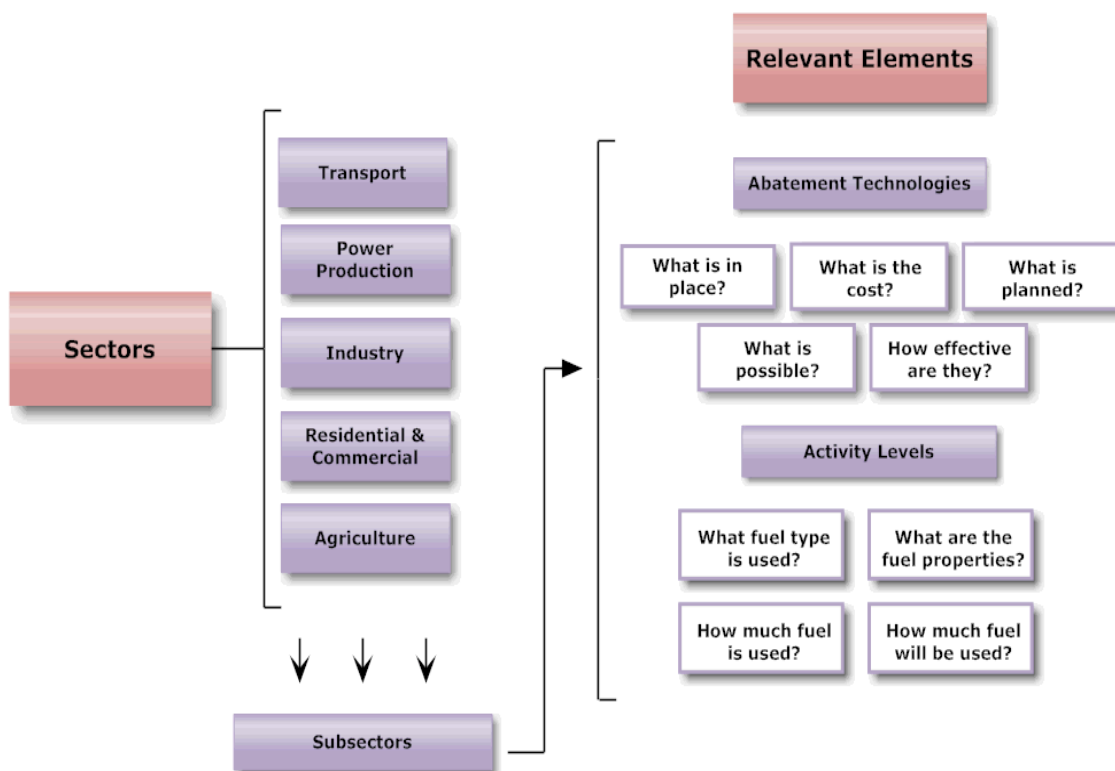 Sectors
Transport
Power
Production
Industry
Residential &
Commercial
Agriculture
Subsectors
Relevant Elements
Abatement Technologies
What is in
place?
What is the
cost?
What is
planned?
What is
possible?
How effective
are they?
Activity Levels
What fuel type
is used?
What are the
fuel properties?
How much fuel
is used?
How much fuel
will be used?